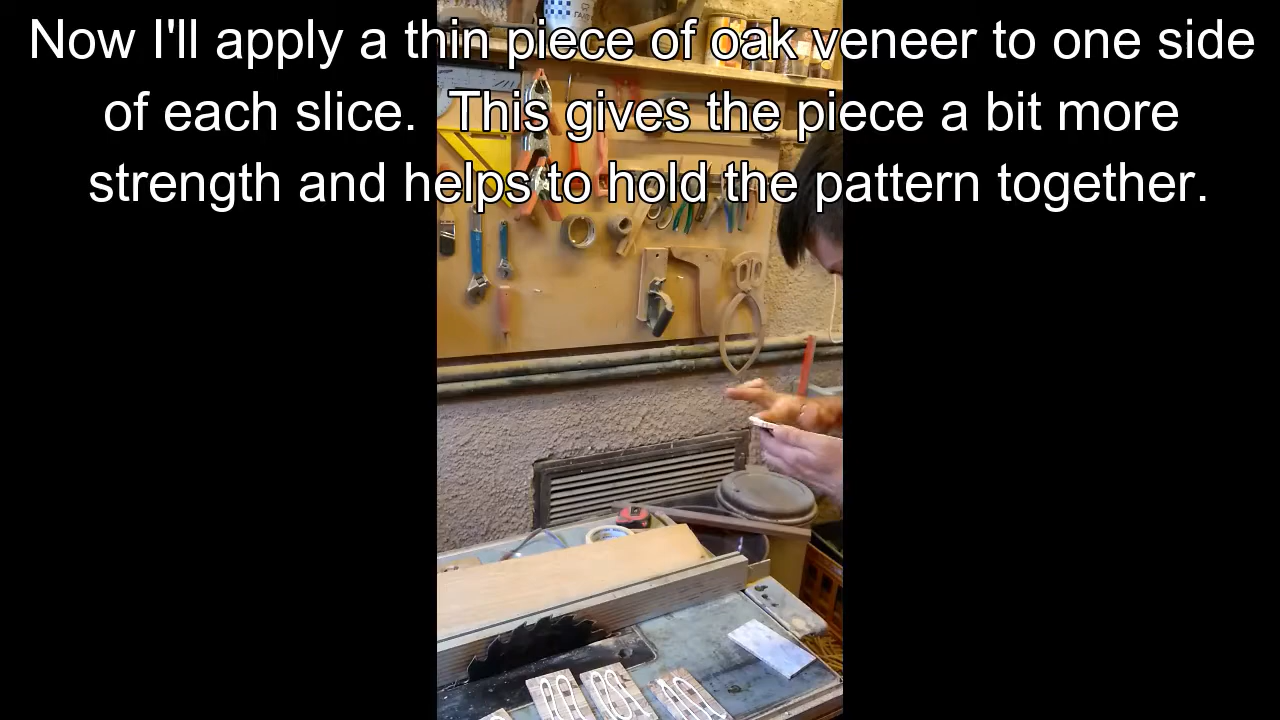 Now I'll apply a thin piece of oak veneer to one side
of each slice.  This gives the piece a bit more
strength and helps to hold the pattern together.